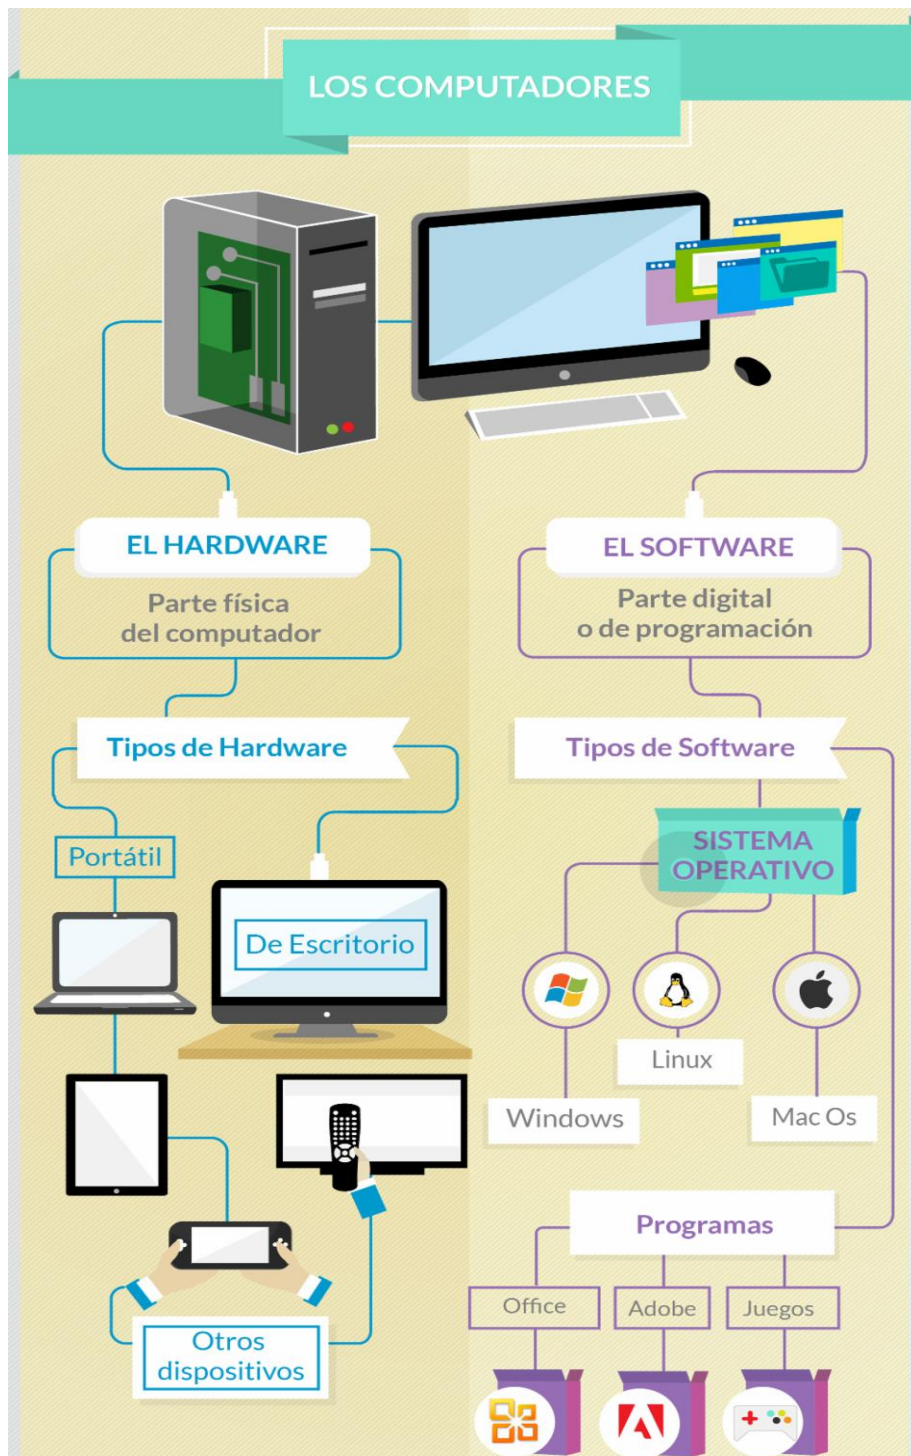 LOS COMPUTADORES
EL HARDWARE
Parte física
del computador
Tipos de Hardware
Portátil
De Escritorio
Otros
dispositivos
EL SOFTWARE
Parte digital
o de programación
Tipos de Software
SISTEMA
OPERATIVO
Windows
Linux
Mac Os
Programas
Office
Adobe
Juegos